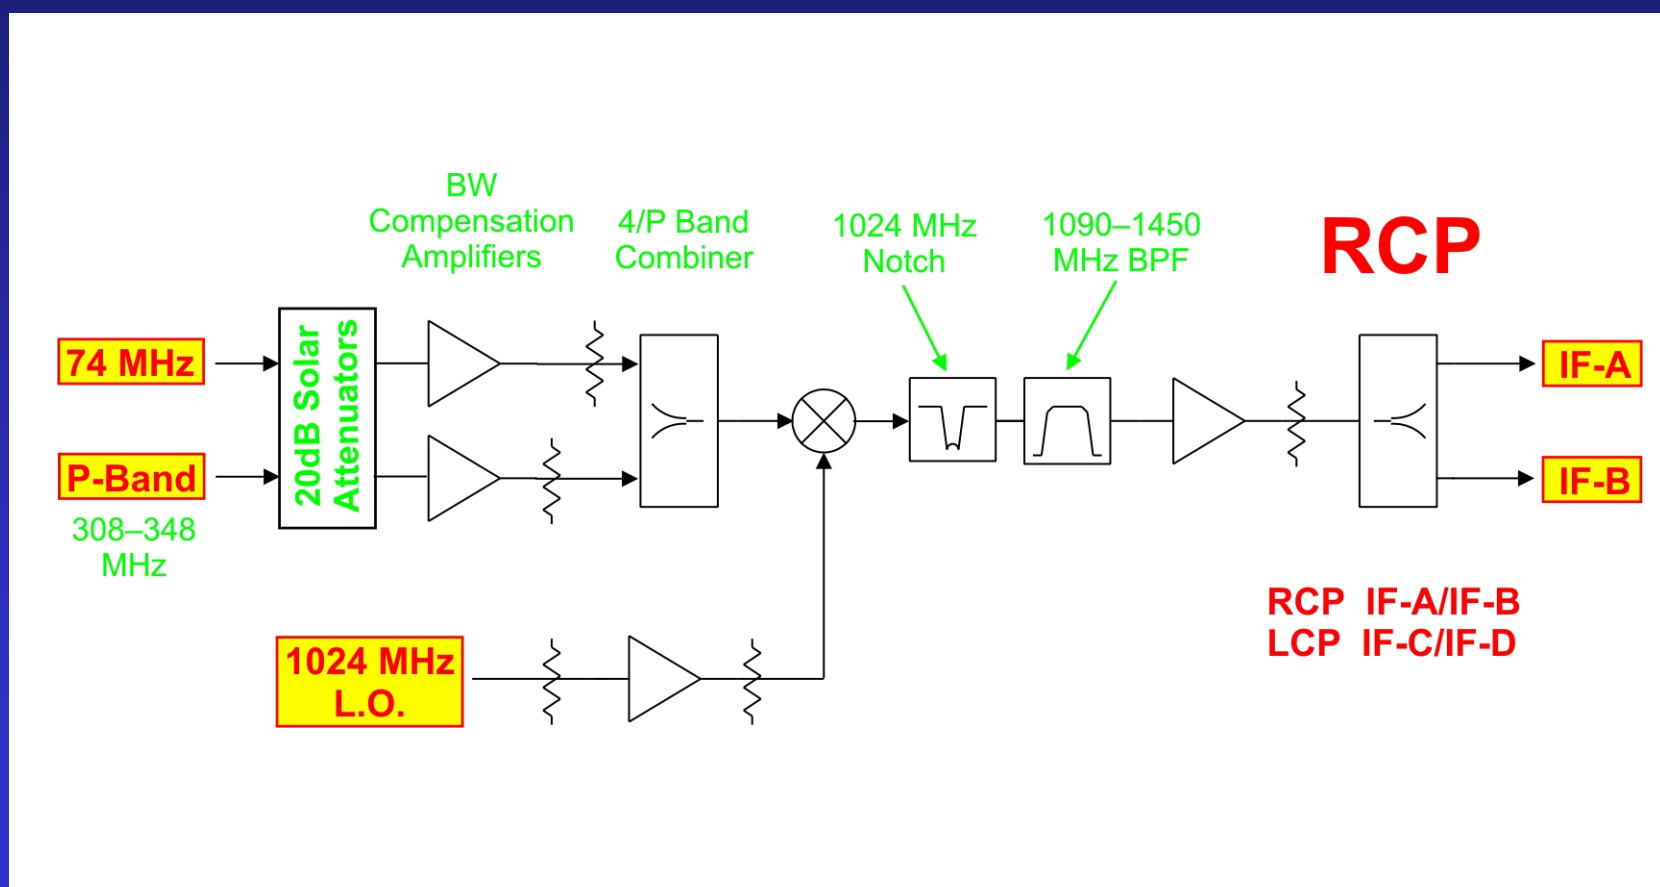 BW
Compensation
Amplifiers
4/P Band
Combiner
1024 MHz
Notch
1090–1450
MHz BPF
RCP
74 MHz
20dB Solar
Attenuators
IF-A
P-Band
IF-B
308–348
MHz
1024 MHz
L.O.
RCP IF-A/IF-B
LCP IF-C/IF-D